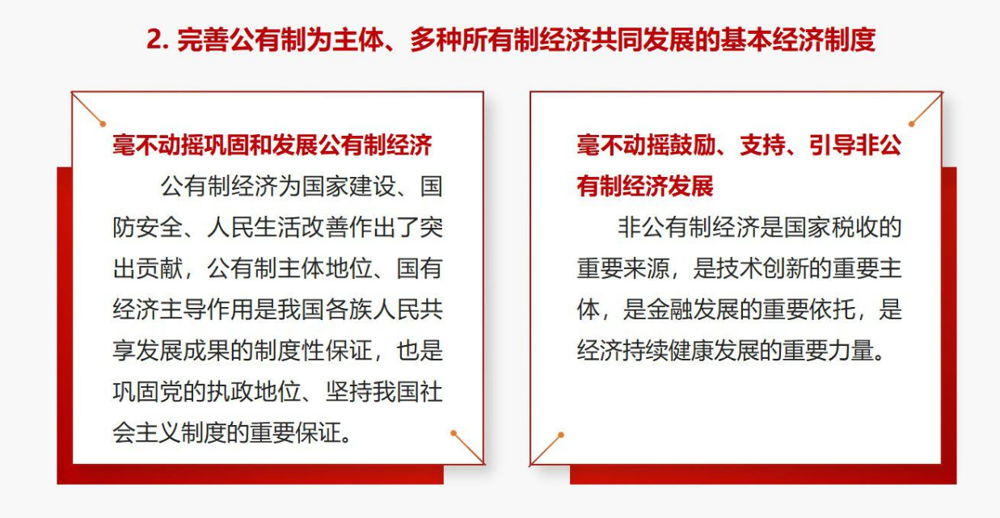 2. 完善公有制为主体、多种所有制经济共同发展的基本经济制度
毫不动摇巩固和发展公有制经济
公有制经济为国家建设、国
防安全、人民生活改善作出了突
出贡献，公有制主体地位、国有
经济主导作用是我国各族人民共
享发展成果的制度性保证，也是
巩固党的执政地位、坚持我国社
会主义制度的重要保证。
毫不动摇鼓励、支持、引导非公
有制经济发展
非公有制经济是国家税收的
重要来源，是技术创新的重要主
体，是金融发展的重要依托，是
经济持续健康发展的重要力量。